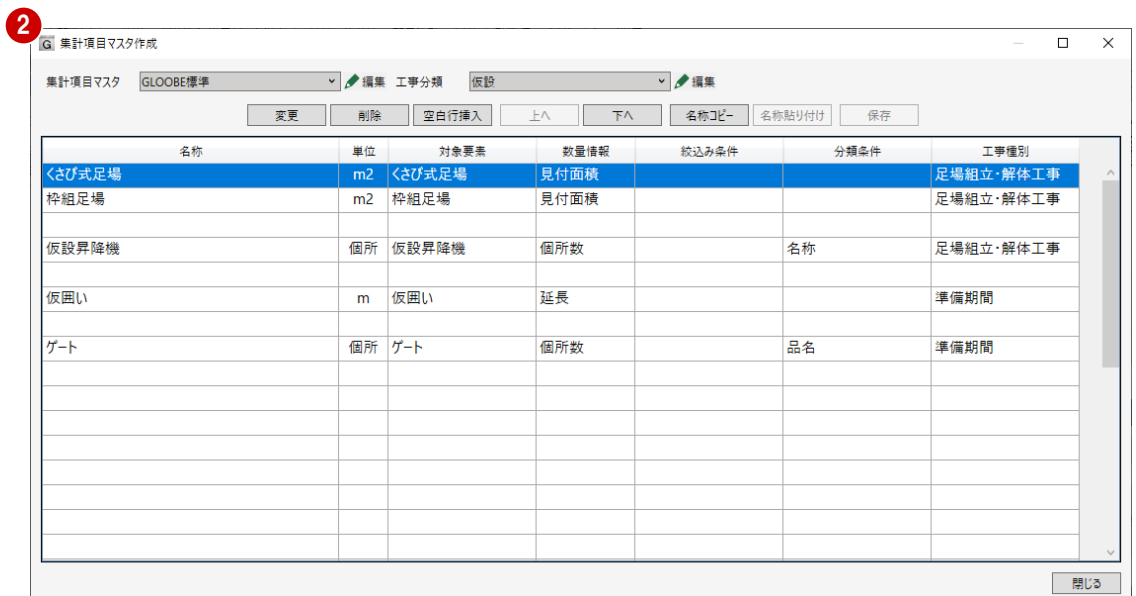 2
G 集計項目マスタ作成
集計項目マスタ GLOOBE標準 編集 工事分類 仮設 編集
変更 削除 空白行挿入 上へ 下へ 名称コピー 名称貼り付け 保存
名称 単位 対象要素 数量情報 絞込み条件 分類条件 工事種別
くさび式足場 m2 くさび式足場 見付面積 足場組立・解体工事
枠組足場 m2 枠組足場 見付面積 足場組立・解体工事
仮設昇降機 個所 仮設昇降機 個所数 名称 足場組立・解体工事
仮囲い m 仮囲い 延長 準備期間
ゲート 個所 ゲート 個所数 品名 準備期間
閉じる